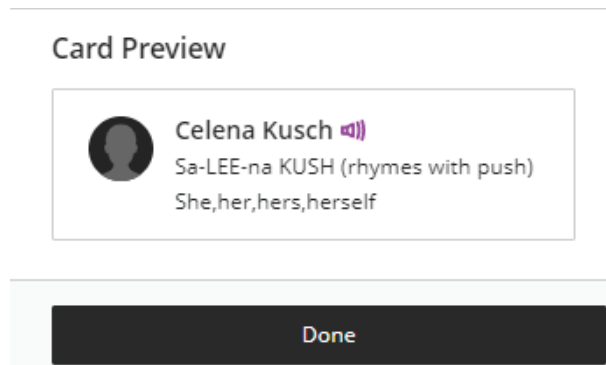 Card Preview
Celena Kusch
Sa-LEE-na KUSH (rhymes with push)
She,her,hers,herself
Done